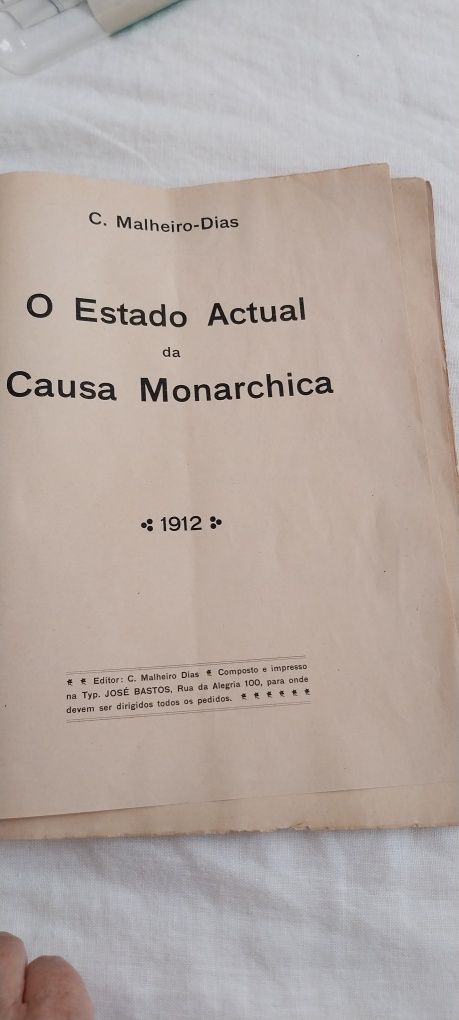 C. Malheiro-Dias
O Estado Actual
da
Causa Monarchica
1912
Editor: C. Malheiro Dias Composto e impresso
na Typ. JOSÉ BASTOS, Rua da Alegria 100, para onde
devem ser dirigidos todos os pedidos.